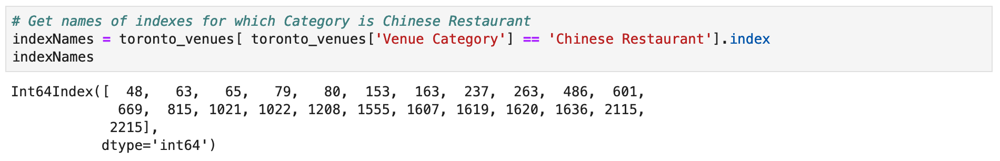 # Get names of indexes for which Category is Chinese Restaurant
indexNames = toronto_venues[ toronto_venues['Venue Category'] == 'Chinese Restaurant'].index
indexNames
Int64Index([  48,   63,   65,   79,   80,  153,  163,  237,  263,  486,  601,
             669,  815, 1021, 1022, 1208, 1555, 1607, 1619, 1620, 1636, 2115,
            2215],
           dtype='int64')